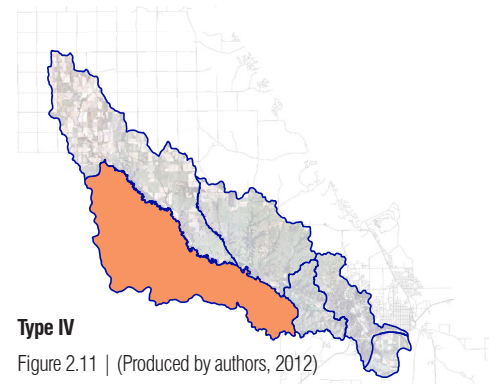 Type IV
Figure 2.11 | (Produced by authors, 2012)